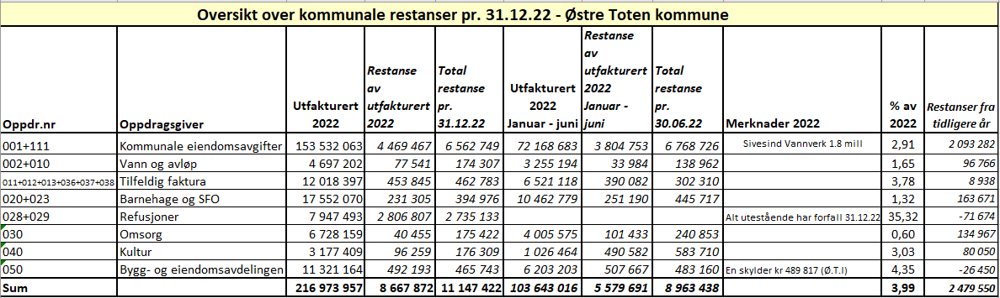 Oversikt over kommunale restanser pr. 31.12.22 - Østre Toten kommune
Oppdr.nr Oppdragsgiver Utfakturert 2022 Restanse av utfakturert 2022 Total restanse pr. 31.12.22 Utfakturert 2022 Januar - juni Restanse av utfakturert 2022 Januar - juni Total restanse pr. 30.06.22 Merknader 2022 % av 2022 Restanser fra tidligere år
001+111 Kommunale eiendomsavgifter 153 532 063 4 469 467 6 562 749 72 168 683 3 804 753 6 768 726 Sivesind Vannverk 1.8 mill 2,91 2 093 282
002+010 Vann og avløp 4 697 202 77 541 174 307 3 255 194 33 984 138 962 1,65 96 766
011+012+013+036+037+038 Tilfeldig faktura 12 018 397 453 845 462 783 6 521 118 390 082 302 310 3,78 8 938
020+023 Barnehage og SFO 17 552 070 231 305 394 976 10 462 779 251 190 445 717 1,32 163 671
028+029 Refusjoner 7 947 493 2 806 807 2 735 133 Alt utestående har forfall 31.12.22 35,32 -71 674
030 Omsorg 6 728 159 40 455 175 422 4 005 575 101 433 240 853 0,60 134 967
040 Kultur 3 177 409 96 259 176 309 1 026 464 490 582 583 710 3,03 80 050
050 Bygg- og eiendomsavdelingen 11 321 164 492 193 465 743 6 203 203 507 667 483 160 En skylder kr 489 817 (Ø.T.I) 4,35 -26 450
Sum 216 973 957 8 667 872 11 147 422 103 643 016 5 579 691 8 963 438 3,99 2 479 550